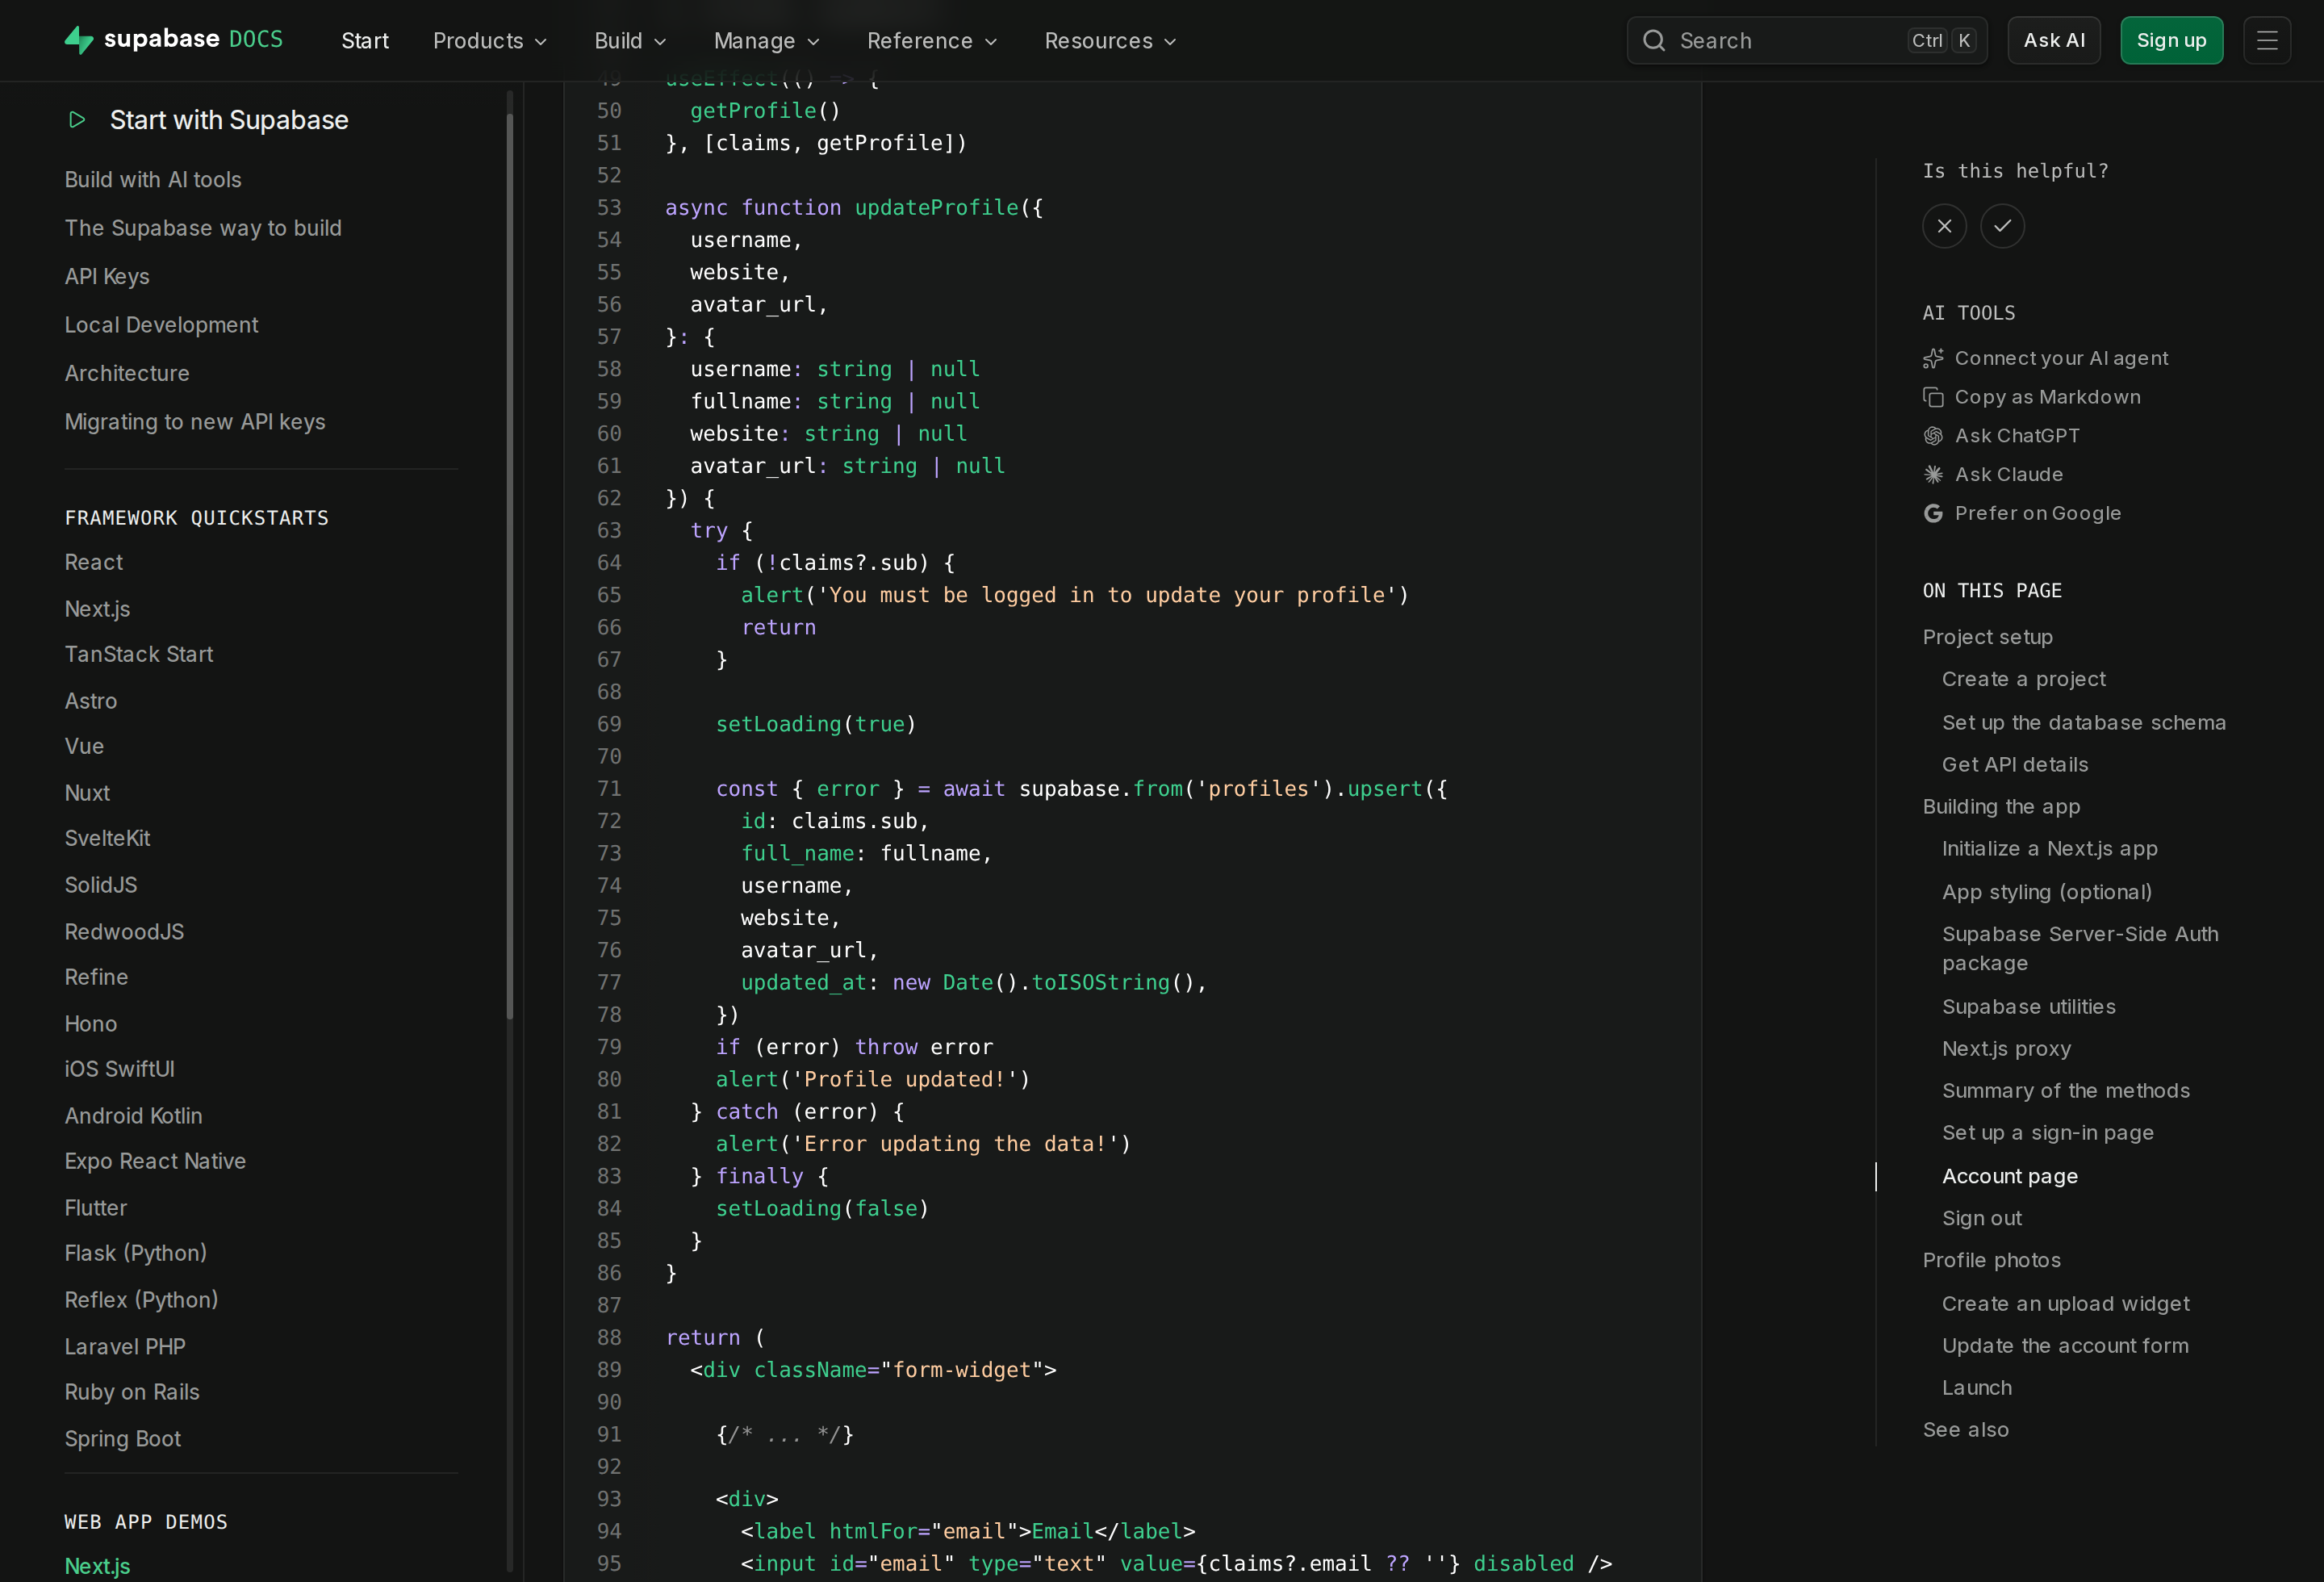 supabase DOCS
Start
Products
Build
Manage
Reference
Resources
Search
Ctrl K
Ask AI
Sign up
Start with Supabase
Build with AI tools
The Supabase way to build
API Keys
Local Development
Architecture
Migrating to new API keys
FRAMEWORK QUICKSTARTS
React
Next.js
TanStack Start
Astro
Vue
Nuxt
SvelteKit
SolidJS
RedwoodJS
Refine
Hono
iOS SwiftUI
Android Kotlin
Expo React Native
Flutter
Flask (Python)
Reflex (Python)
Laravel PHP
Ruby on Rails
Spring Boot
WEB APP DEMOS
Next.js
49 useEffect(() => {
50 getProfile()
51 }, [claims, getProfile])
52
53 async function updateProfile({
54 username,
55 website,
56 avatar_url,
57 }: {
58 username: string | null
59 fullname: string | null
60 website: string | null
61 avatar_url: string | null
62 }) {
63 try {
64 if (!claims?.sub) {
65 alert('You must be logged in to update your profile')
66 return
67 }
68
69 setLoading(true)
70
71 const { error } = await supabase.from('profiles').upsert({
72 id: claims.sub,
73 full_name: fullname,
74 username,
75 website,
76 avatar_url,
77 updated_at: new Date().toISOString(),
78 })
79 if (error) throw error
80 alert('Profile updated!')
81 } catch (error) {
82 alert('Error updating the data!')
83 } finally {
84 setLoading(false)
85 }
86 }
87
88 return (
89 <div className="form-widget">
90
91 {/* ... */}
92
93 <div>
94 <label htmlFor="email">Email</label>
95 <input id="email" type="text" value={claims?.email ?? ''} disabled />
Is this helpful?
AI TOOLS
Connect your AI agent
Copy as Markdown
Ask ChatGPT
Ask Claude
Prefer on Google
ON THIS PAGE
Project setup
Create a project
Set up the database schema
Get API details
Building the app
Initialize a Next.js app
App styling (optional)
Supabase Server-Side Auth
package
Supabase utilities
Next.js proxy
Summary of the methods
Set up a sign-in page
Account page
Sign out
Profile photos
Create an upload widget
Update the account form
Launch
See also